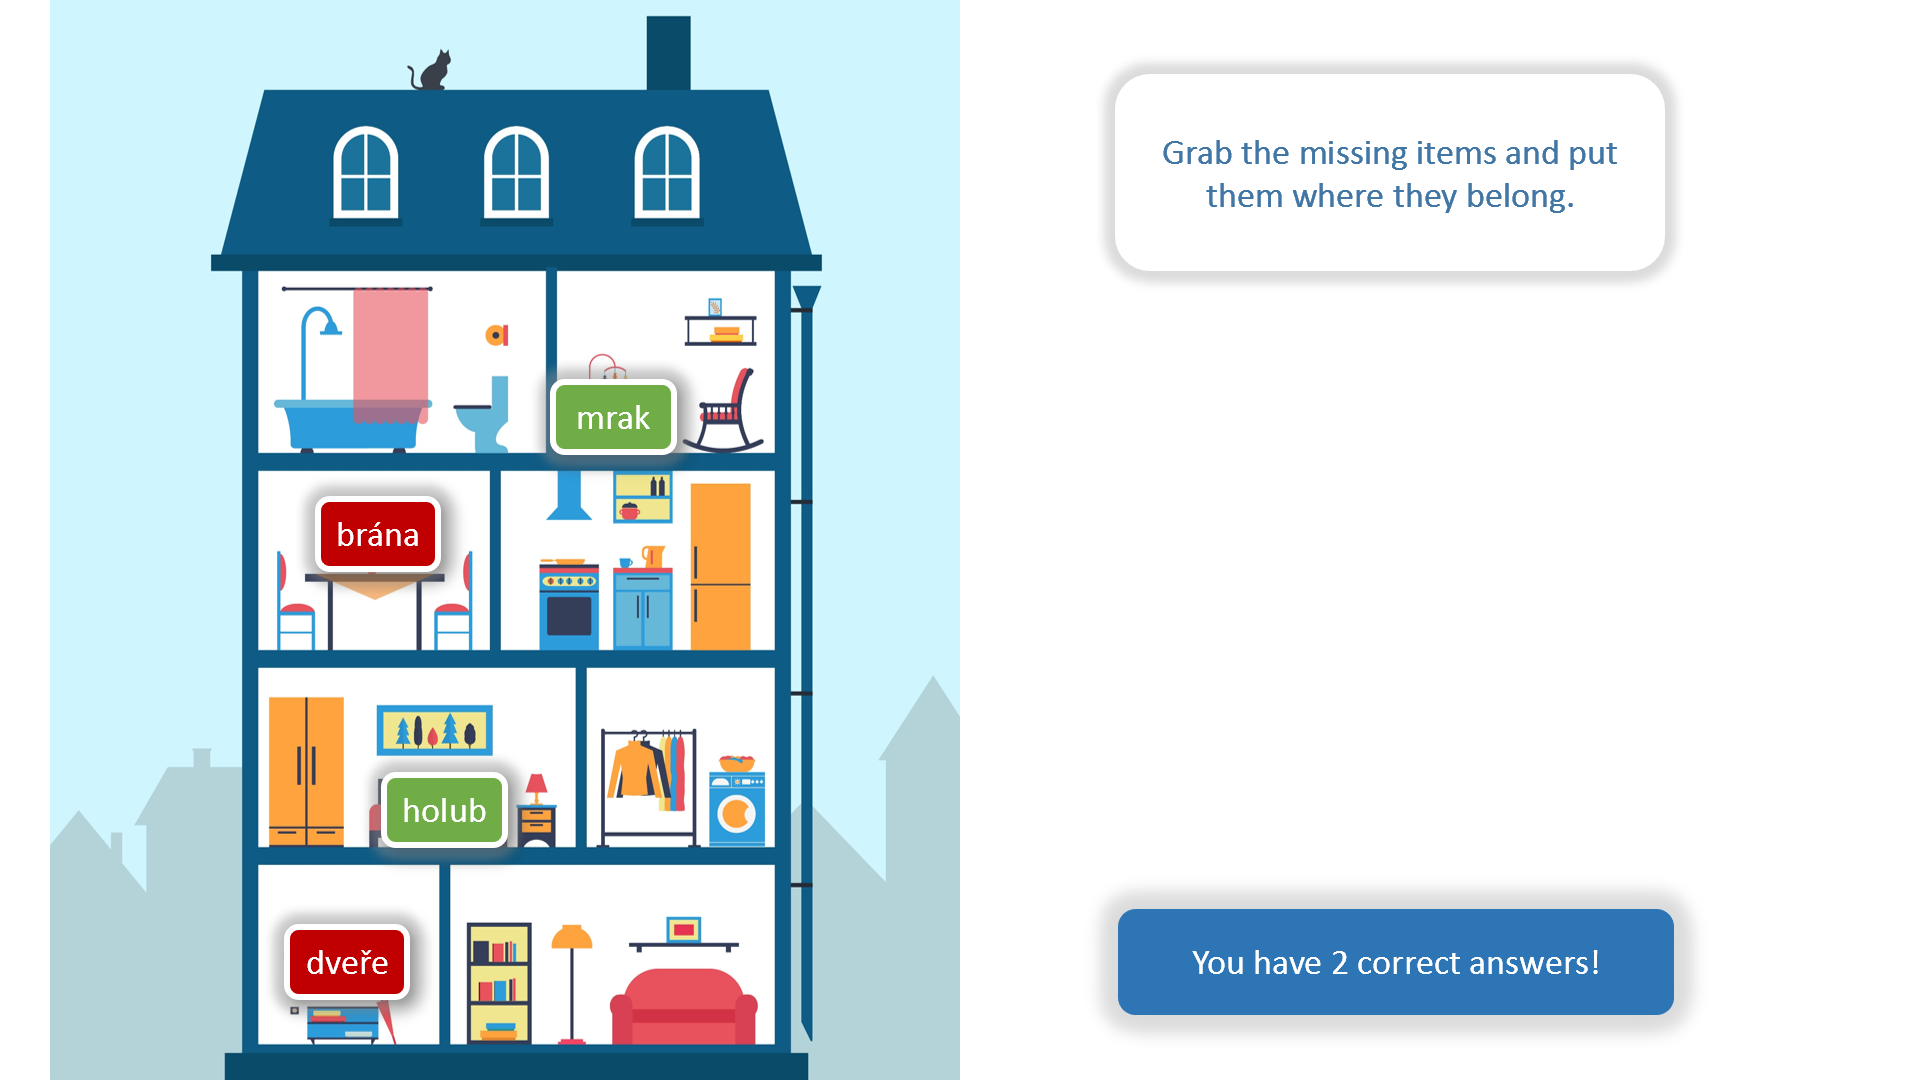 Grab the missing items and put
them where they belong.
mrak
brána
holub
dveře
You have 2 correct answers!